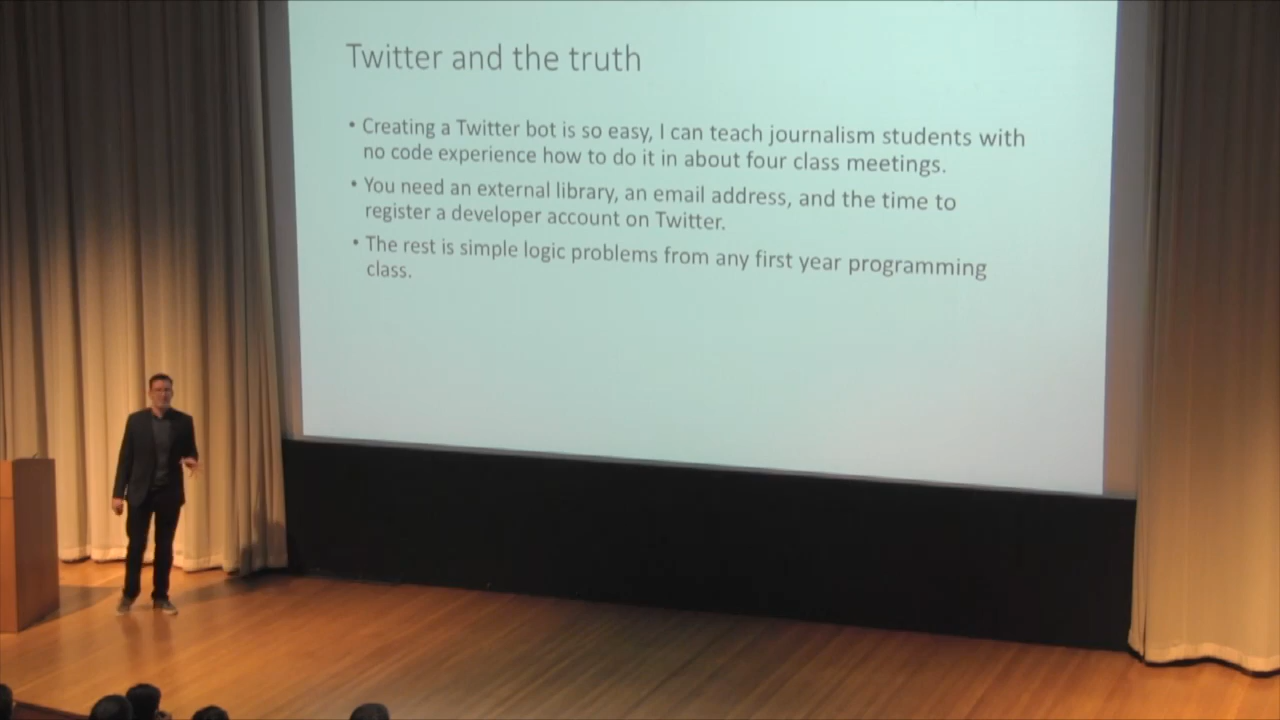 Twitter and the truth
• Creating a Twitter bot is so easy, I can teach journalism students with
no code experience how to do it in about four class meetings.
• You need an external library, an email address, and the time to
register a developer account on Twitter.
• The rest is simple logic problems from any first year programming
class.